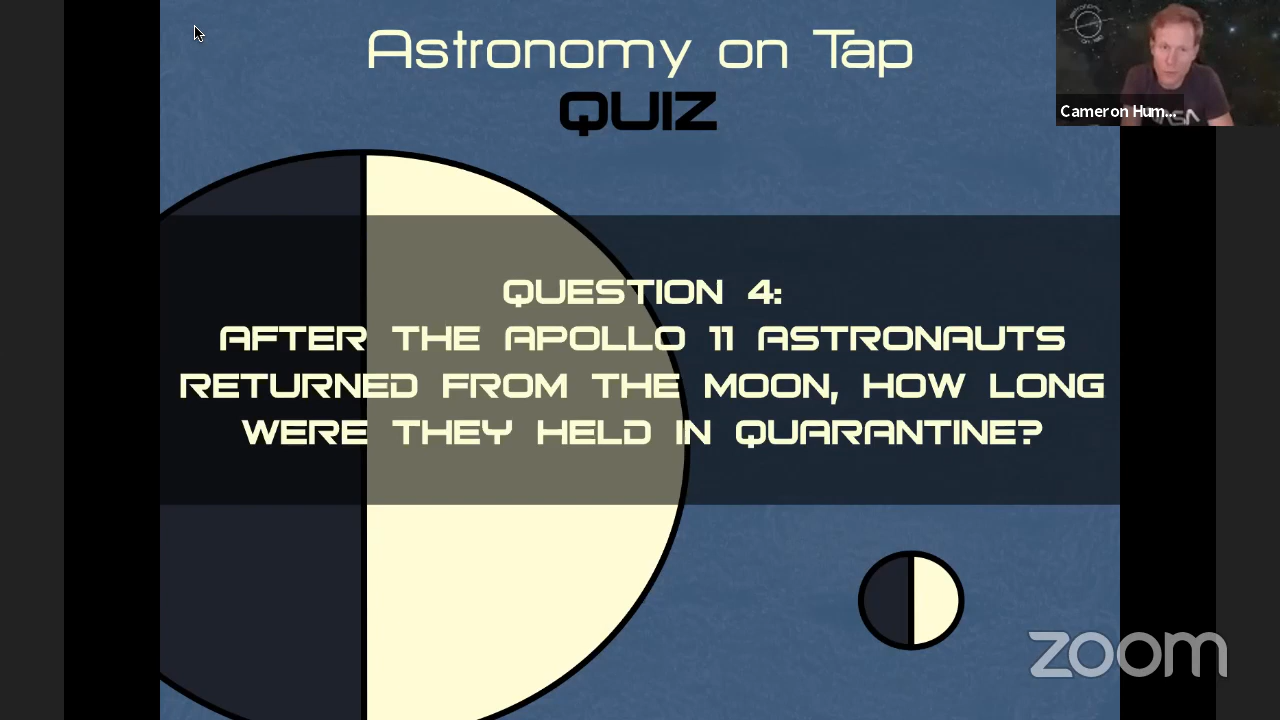 Astronomy on Tap
QUIZ
Cameron Hum...
QUESTION 4:
AFTER THE APOLLO 11 ASTRONAUTS
RETURNED FROM THE MOON, HOW LONG
WERE THEY HELD IN QUARANTINE?
zoom